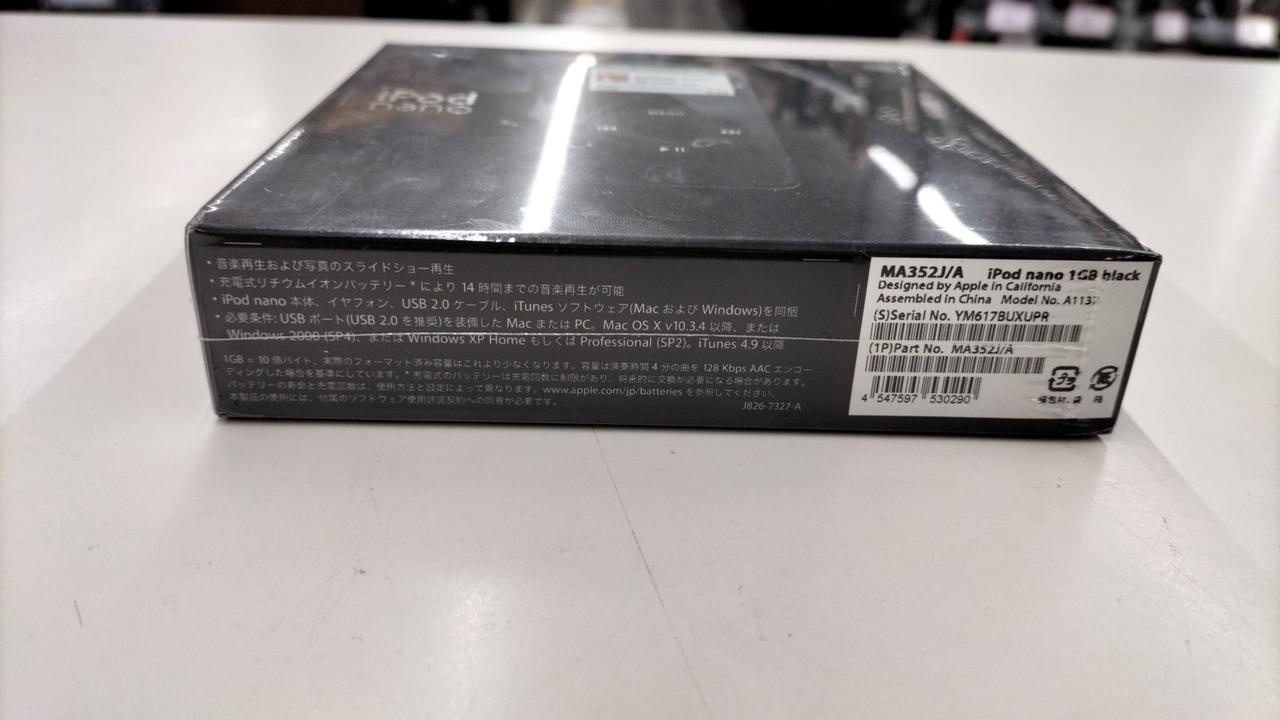 iPod
nano
MENU
・音楽再生および写真のスライドショー再生
・充電式リチウムイオンバッテリー*により 14 時間までの音楽再生が可能
・iPod nano 本体、イヤフォン、USB 2.0 ケーブル、iTunes ソフトウェア(Mac および Windows)を同梱
・必要条件: USB ポート(USB 2.0 を推奨)を装備した Mac または PC。Mac OS X v10.3.4 以降、または
Windows 2000 (SP4)、または Windows XP Home もしくは Professional (SP2)。iTunes 4.9 以降
1GB = 10 億バイト、実際のフォーマット済み容量はこれより少なくなります。容量は演奏時間 4 分の曲を 128 Kbps AAC エンコー
ディングした場合を基準にしています。* 充電式のバッテリーは充電回数に制限があり、将来的に交換が必要になる場合があります。
バッテリーの寿命と充電回数は、使用方法と設定によって異なります。www.apple.com/jp/batteries を参照してください。
本製品の使用には、付属のソフトウェア使用許諾契約への同意が必要です。
J826-7327-A
MA352J/A iPod nano 1GB black
Designed by Apple in California
Assembled in China Model No. A1137
(S)Serial No. YM617BUXUPR
(1P)Part No. MA352J/A
4 547597 530290
プラ
紙
梱包材, 袋 箱